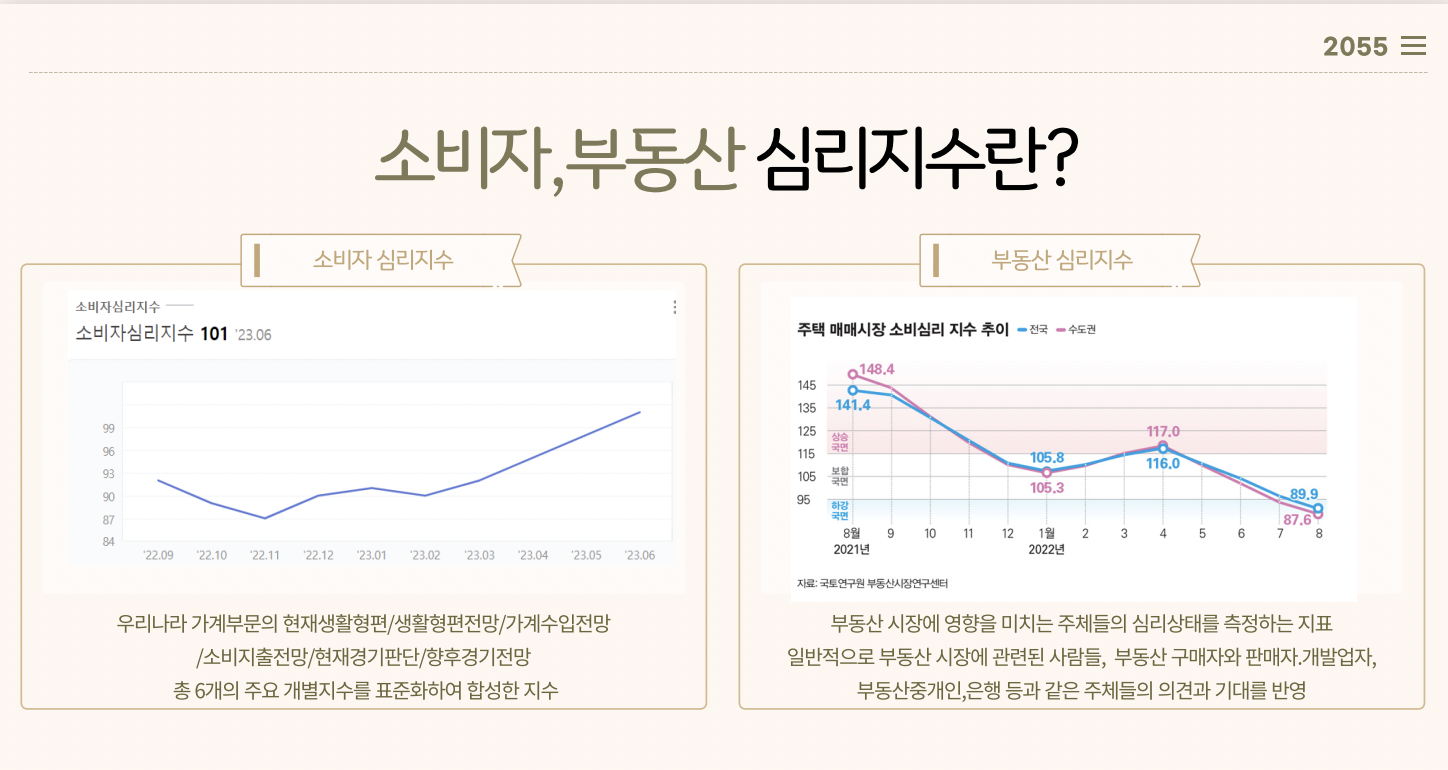 2055
소비자,부동산 심리지수란?
소비자 심리지수
소비자심리지수
소비자심리지수 101 '23.06
99
96
93
90
87
84
'22.09 '22.10 '22.11 '22.12 '23.01 '23.02 '23.03 '23.04 '23.05 '23.06
우리나라 가계부문의 현재생활형편/생활형편전망/가계수입전망
/소비지출전망/현재경기판단/향후경기전망
총 6개의 주요 개별지수를 표준화하여 합성한 지수
부동산 심리지수
주택 매매시장 소비심리 지수 추이 전국 수도권
148.4
145
141.4
135
125
117.0
상승
국면
115
105.8
116.0
보합
국면
105
105.3
95
89.9
하강
국면
87.6
8월 9 10 11 12 1월 2 3 4 5 6 7 8
2021년 2022년
자료: 국토연구원 부동산시장연구센터
부동산 시장에 영향을 미치는 주체들의 심리상태를 측정하는 지표
일반적으로 부동산 시장에 관련된 사람들, 부동산 구매자와 판매자.개발업자,
부동산중개인,은행 등과 같은 주체들의 의견과 기대를 반영